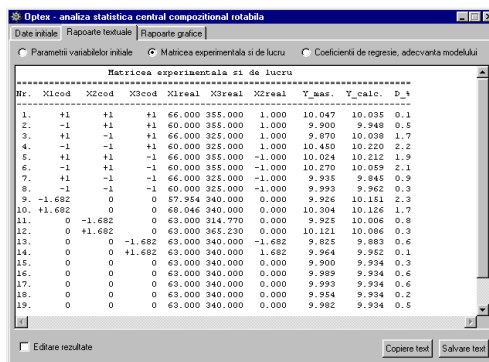 Optex - analiza statistica central compozitional rotabila
Date initiale Rapoarte textuale Rapoarte grafice
Parametrii variabilelor initiale Matricea experimentala si de lucru Coeficientii de regresie, adecvanta modelului
Matricea experimentala si de lucru
Nr. X1cod X2cod X3cod X1real X3real X2real Y_mas. Y_calc. D_%
1. +1 +1 +1 66.000 355.000 1.000 10.047 10.035 0.1
2. -1 +1 +1 60.000 355.000 1.000 9.900 9.948 0.5
3. +1 -1 +1 66.000 325.000 1.000 9.870 10.038 1.7
4. -1 -1 +1 60.000 325.000 1.000 10.450 10.220 2.2
5. +1 +1 -1 66.000 355.000 -1.000 10.024 10.212 1.9
6. -1 +1 -1 60.000 355.000 -1.000 10.270 10.059 2.1
7. +1 -1 -1 66.000 325.000 -1.000 9.935 9.845 0.9
8. -1 -1 -1 60.000 325.000 -1.000 9.993 9.962 0.3
9. -1.682 0 0 57.954 340.000 0.000 9.926 10.151 2.3
10. +1.682 0 0 68.046 340.000 0.000 10.304 10.126 1.7
11. 0 -1.682 0 63.000 314.770 0.000 9.925 10.006 0.8
12. 0 +1.682 0 63.000 365.230 0.000 10.121 10.086 0.3
13. 0 0 -1.682 63.000 340.000 -1.682 9.825 9.883 0.6
14. 0 0 +1.682 63.000 340.000 1.682 9.964 9.952 0.1
15. 0 0 0 63.000 340.000 0.000 9.900 9.934 0.3
16. 0 0 0 63.000 340.000 0.000 9.989 9.934 0.6
17. 0 0 0 63.000 340.000 0.000 9.993 9.934 0.6
18. 0 0 0 63.000 340.000 0.000 9.954 9.934 0.2
19. 0 0 0 63.000 340.000 0.000 9.982 9.934 0.5
Editare rezultate Copiere text Salvare text